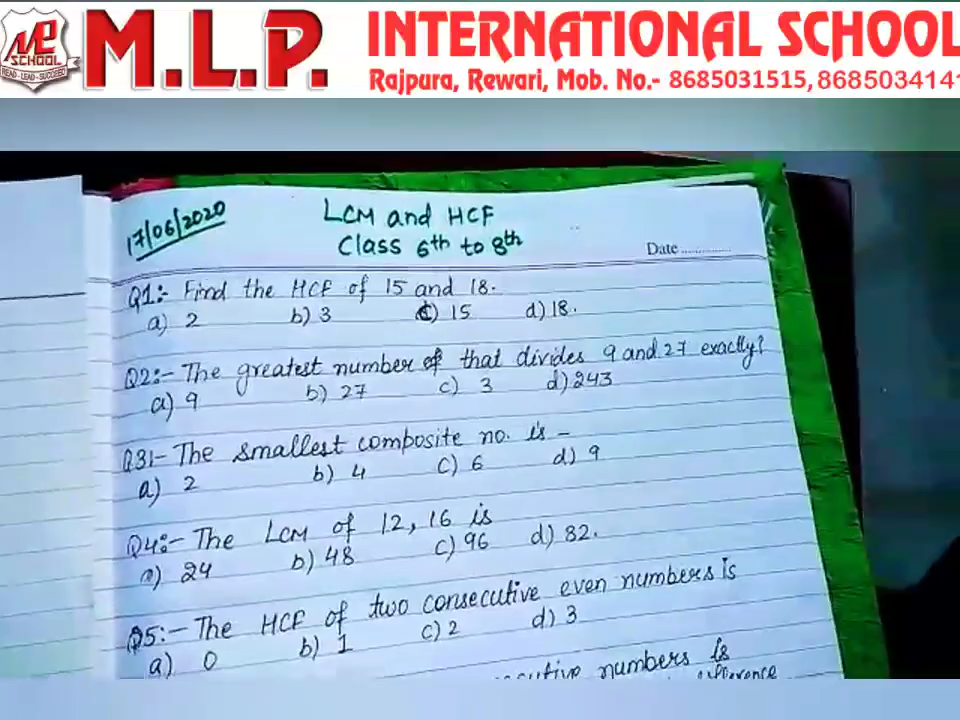 MLP
SCHOOL
READ-LEAD-SUCCEED
M.L.P. INTERNATIONAL SCHOOL
Rajpura, Rewari, Mob. No.- 8685031515, 868503414
17/06/2020
LCM and HCF
Class 6th to 8th
Date
Q1:- Find the HCF of 15 and 18.
a) 2 b) 3 c) 15 d) 18.
Q2:- The greatest number of that divides 9 and 27 exactly?
a) 9 b) 27 c) 3 d) 243
Q3:- The smallest composite no. is -
a) 2 b) 4 c) 6 d) 9
Q4:- The LCM of 12, 16 is
a) 24 b) 48 c) 96 d) 82.
Q5:- The HCF of two consecutive even numbers is
a) 0 b) 1 c) 2 d) 3
numbers is